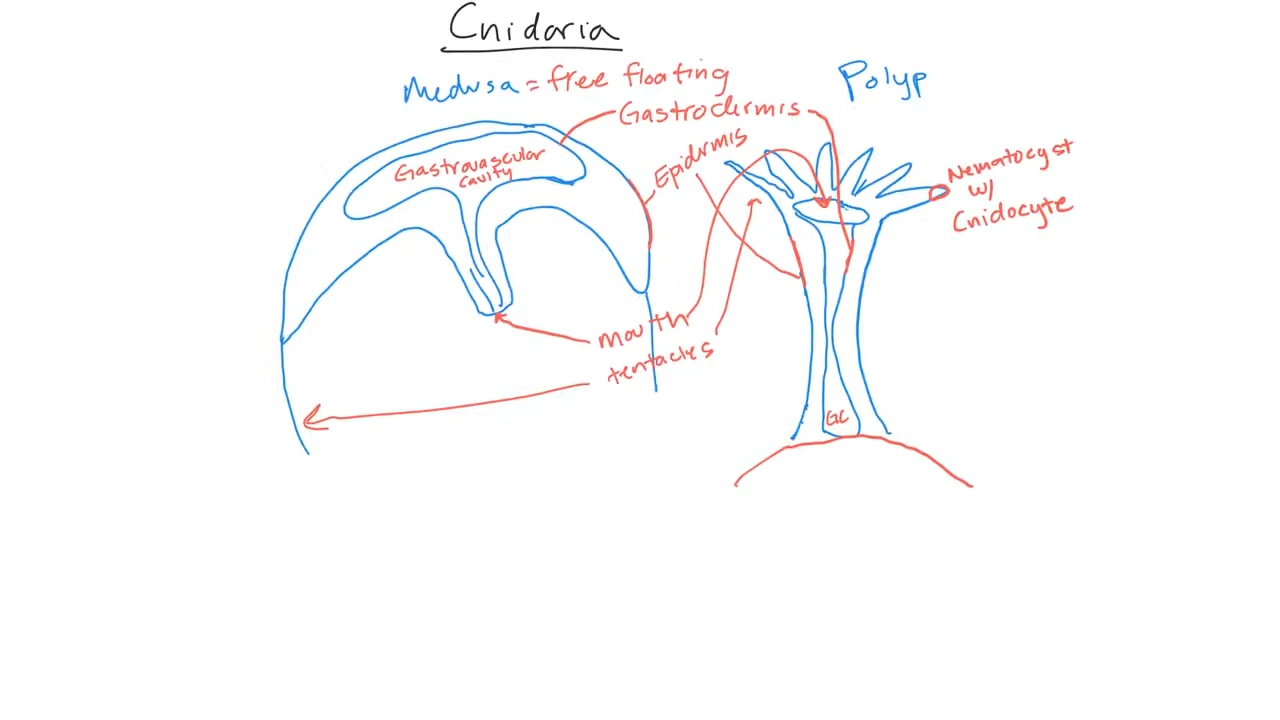 Cnidaria
Medusa = free floating
Polyp
Gastrodermis
Epidermis
Gastrovascular
cavity
Nematocyst
w/
Cnidocyte
mouth
tentacles
GC